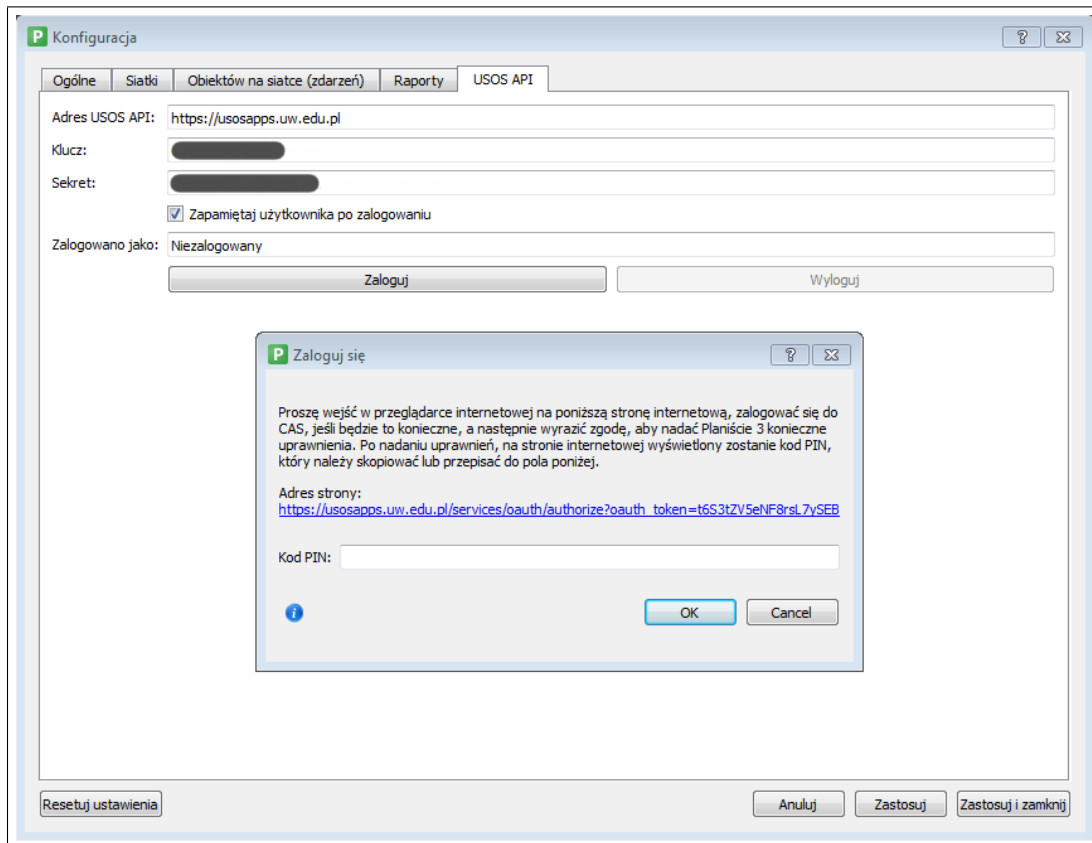 P Konfiguracja
Ogólne Siatki Obiektów na siatce (zdarzeń) Raporty USOS API
Adres USOS API: https://usosapps.uw.edu.pl
Klucz:
Sekret:
Zapamiętaj użytkownika po zalogowaniu
Zalogowano jako: Niezalogowany
Zaloguj Wyloguj
P Zaloguj się
Proszę wejść w przeglądarce internetowej na poniższą stronę internetową, zalogować się do
CAS, jeśli będzie to konieczne, a następnie wyrazić zgodę, aby nadać Planiście 3 konieczne
uprawnienia. Po nadaniu uprawnień, na stronie internetowej wyświetlony zostanie kod PIN,
który należy skopiować lub przepisać do pola poniżej.
Adres strony:
https://usosapps.uw.edu.pl/services/oauth/authorize?oauth_token=t6S3tZV5eNF8rsL7ySEB
Kod PIN:
OK Cancel
Resetuj ustawienia Anuluj Zastosuj Zastosuj i zamknij